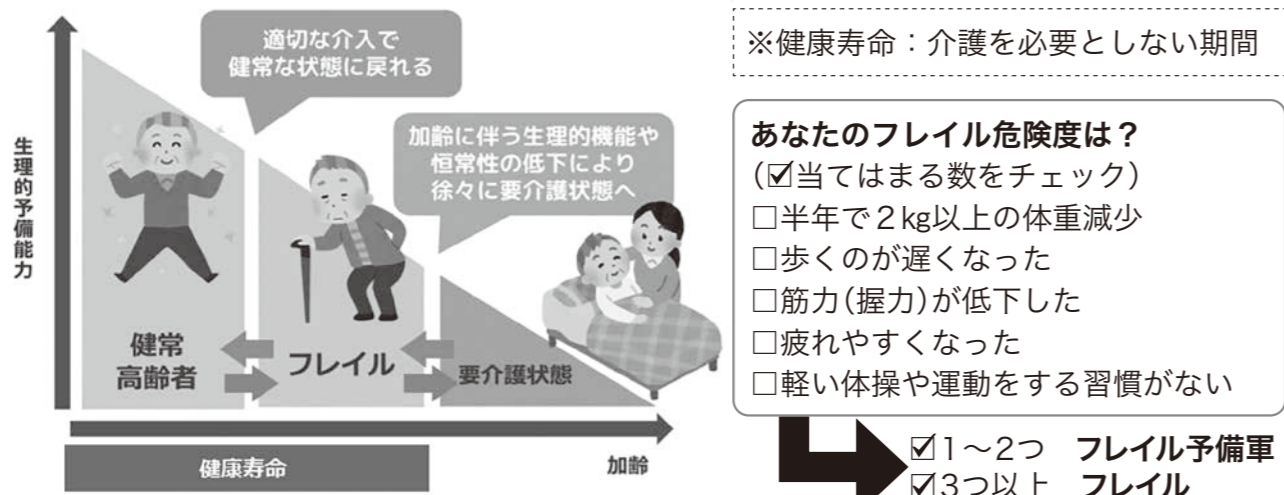 適切な介入で
健常な状態に戻れる
加齢に伴う生理的機能や
恒常性の低下により
徐々に要介護状態へ
生理的予備能力
健常
高齢者
フレイル
要介護状態
健康寿命
加齢
※健康寿命：介護を必要としない期間
あなたのフレイル危険度は？
（☑当てはまる数をチェック）
□半年で２kg以上の体重減少
□歩くのが遅くなった
□筋力（握力）が低下した
□疲れやすくなった
□軽い体操や運動をする習慣がない
☑1～2つ　フレイル予備軍
☑3つ以上　フレイル